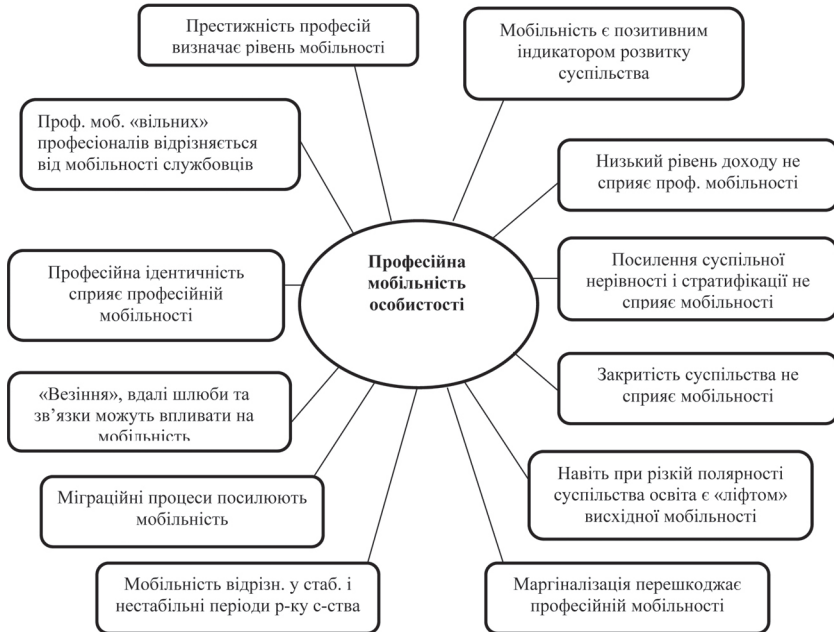 Престижність професій
визначає рівень мобільності
Мобільність є позитивним
індикатором розвитку
суспільства
Проф. моб. «вільних»
професіоналів відрізняється
від мобільності службовців
Низький рівень доходу не
сприяє проф. мобільності
Професійна
мобільність
особистості
Професійна ідентичність
сприяє професійній
мобільності
Посилення суспільної
нерівності і стратифікації не
сприяє мобільності
«Везіння», вдалі шлюби та
зв’язки можуть впливати на
мобільність
Закритість суспільства не
сприяє мобільності
Міграційні процеси посилюють
мобільність
Навіть при різкій полярності
суспільства освіта є «ліфтом»
висхідної мобільності
Мобільність відрізн. у стаб. і
нестабільні періоди р-ку с-ства
Маргіналізація перешкоджає
професійній мобільності